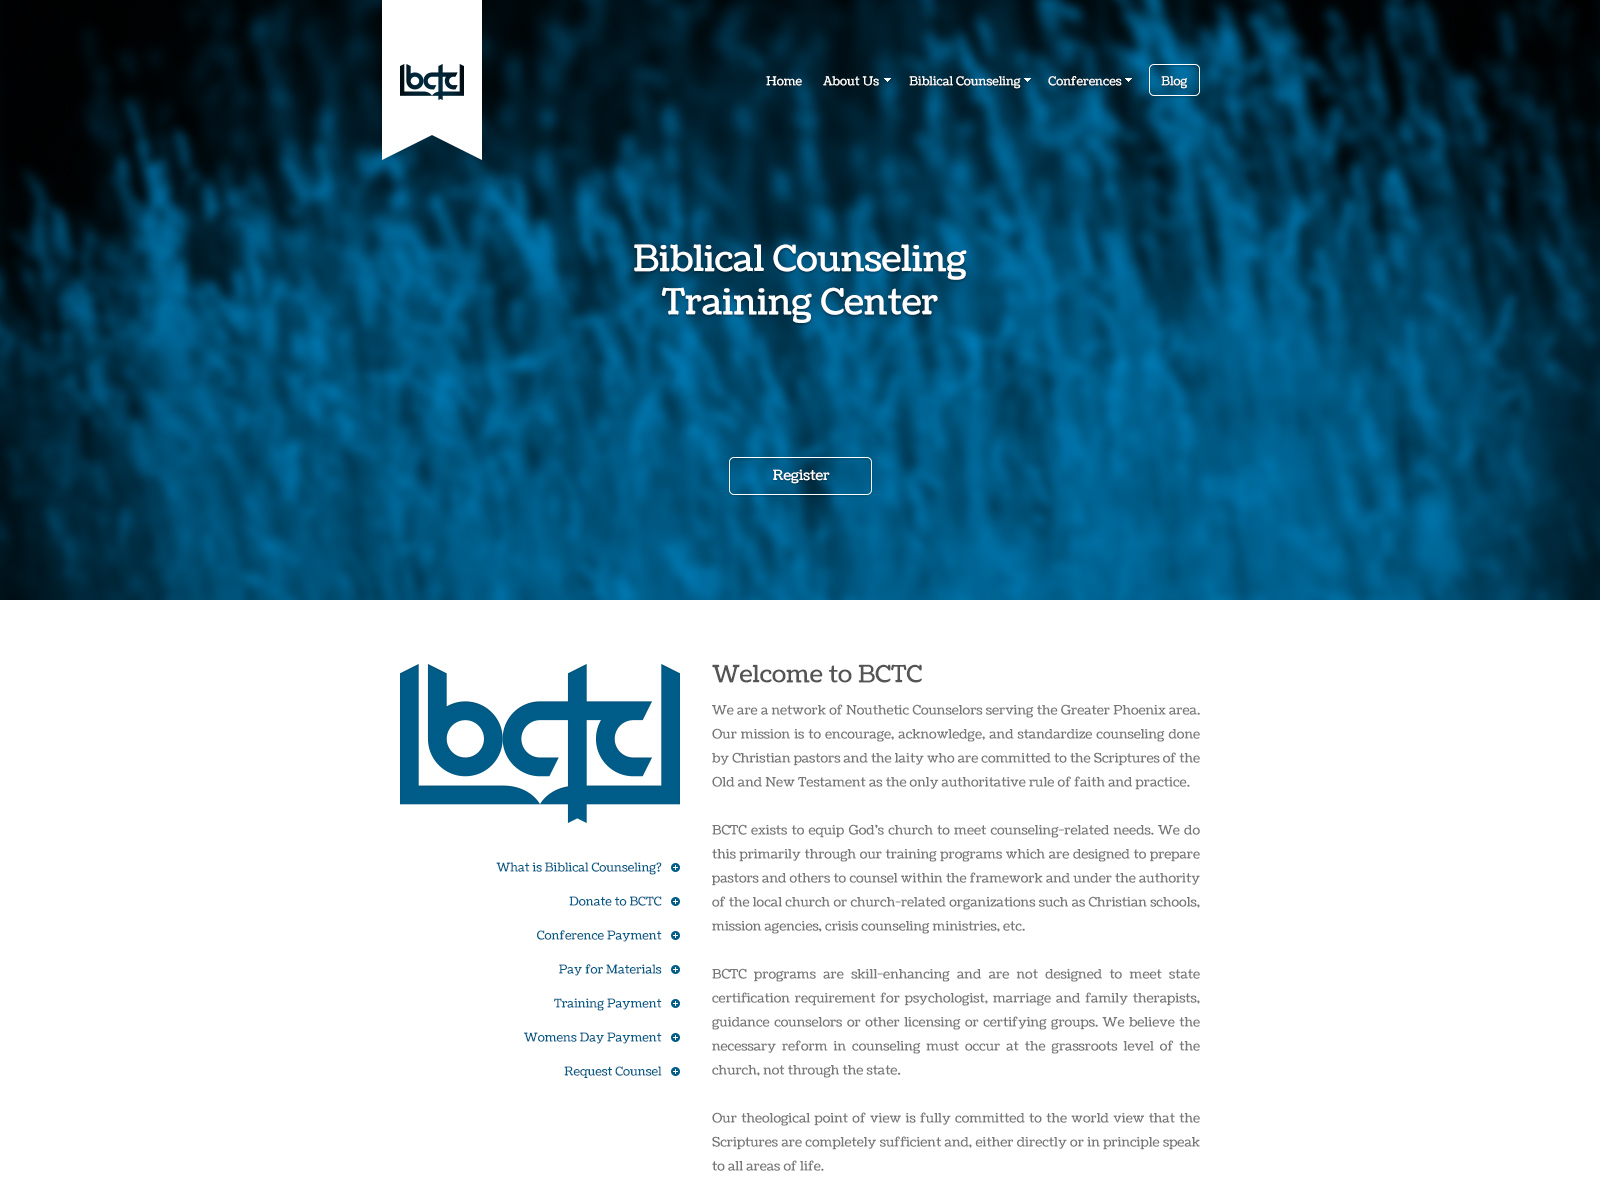 bctc
Home
About Us
Biblical Counseling
Conferences
Blog
Biblical Counseling
Training Center
Register
bctc
What is Biblical Counseling?
Donate to BCTC
Conference Payment
Pay for Materials
Training Payment
Womens Day Payment
Request Counsel
Welcome to BCTC
We are a network of Nouthetic Counselors serving the Greater Phoenix area.
Our mission is to encourage, acknowledge, and standardize counseling done
by Christian pastors and the laity who are committed to the Scriptures of the
Old and New Testament as the only authoritative rule of faith and practice.
BCTC exists to equip God's church to meet counseling-related needs. We do
this primarily through our training programs which are designed to prepare
pastors and others to counsel within the framework and under the authority
of the local church or church-related organizations such as Christian schools,
mission agencies, crisis counseling ministries, etc.
BCTC programs are skill-enhancing and are not designed to meet state
certification requirement for psychologist, marriage and family therapists,
guidance counselors or other licensing or certifying groups. We believe the
necessary reform in counseling must occur at the grassroots level of the
church, not through the state.
Our theological point of view is fully committed to the world view that the
Scriptures are completely sufficient and, either directly or in principle speak
to all areas of life.